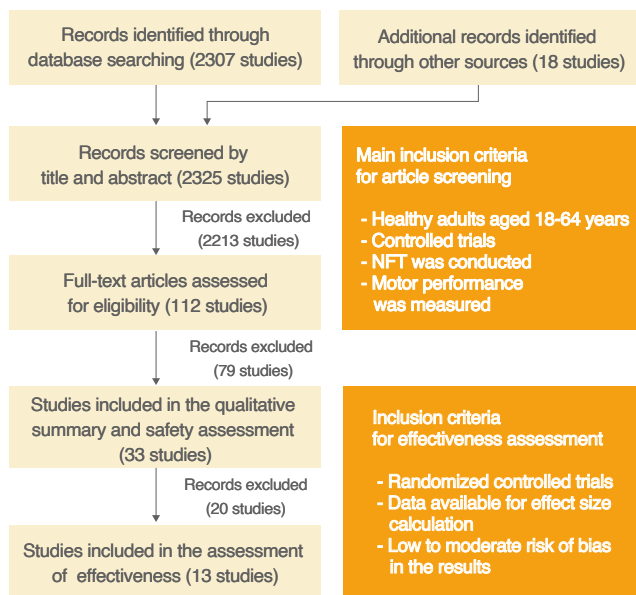 Records identified through
database searching (2307 studies)
Additional records identified
through other sources (18 studies)
Records screened by
title and abstract (2325 studies)
Main inclusion criteria
for article screening
- Healthy adults aged 18-64 years
- Controlled trials
- NFT was conducted
- Motor performance
was measured
Records excluded
(2213 studies)
Full-text articles assessed
for eligibility (112 studies)
Records excluded
(79 studies)
Studies included in the qualitative
summary and safety assessment
(33 studies)
Inclusion criteria
for effectiveness assessment
- Randomized controlled trials
- Data available for effect size
calculation
- Low to moderate risk of bias
in the results
Records excluded
(20 studies)
Studies included in the assessment
of effectiveness (13 studies)